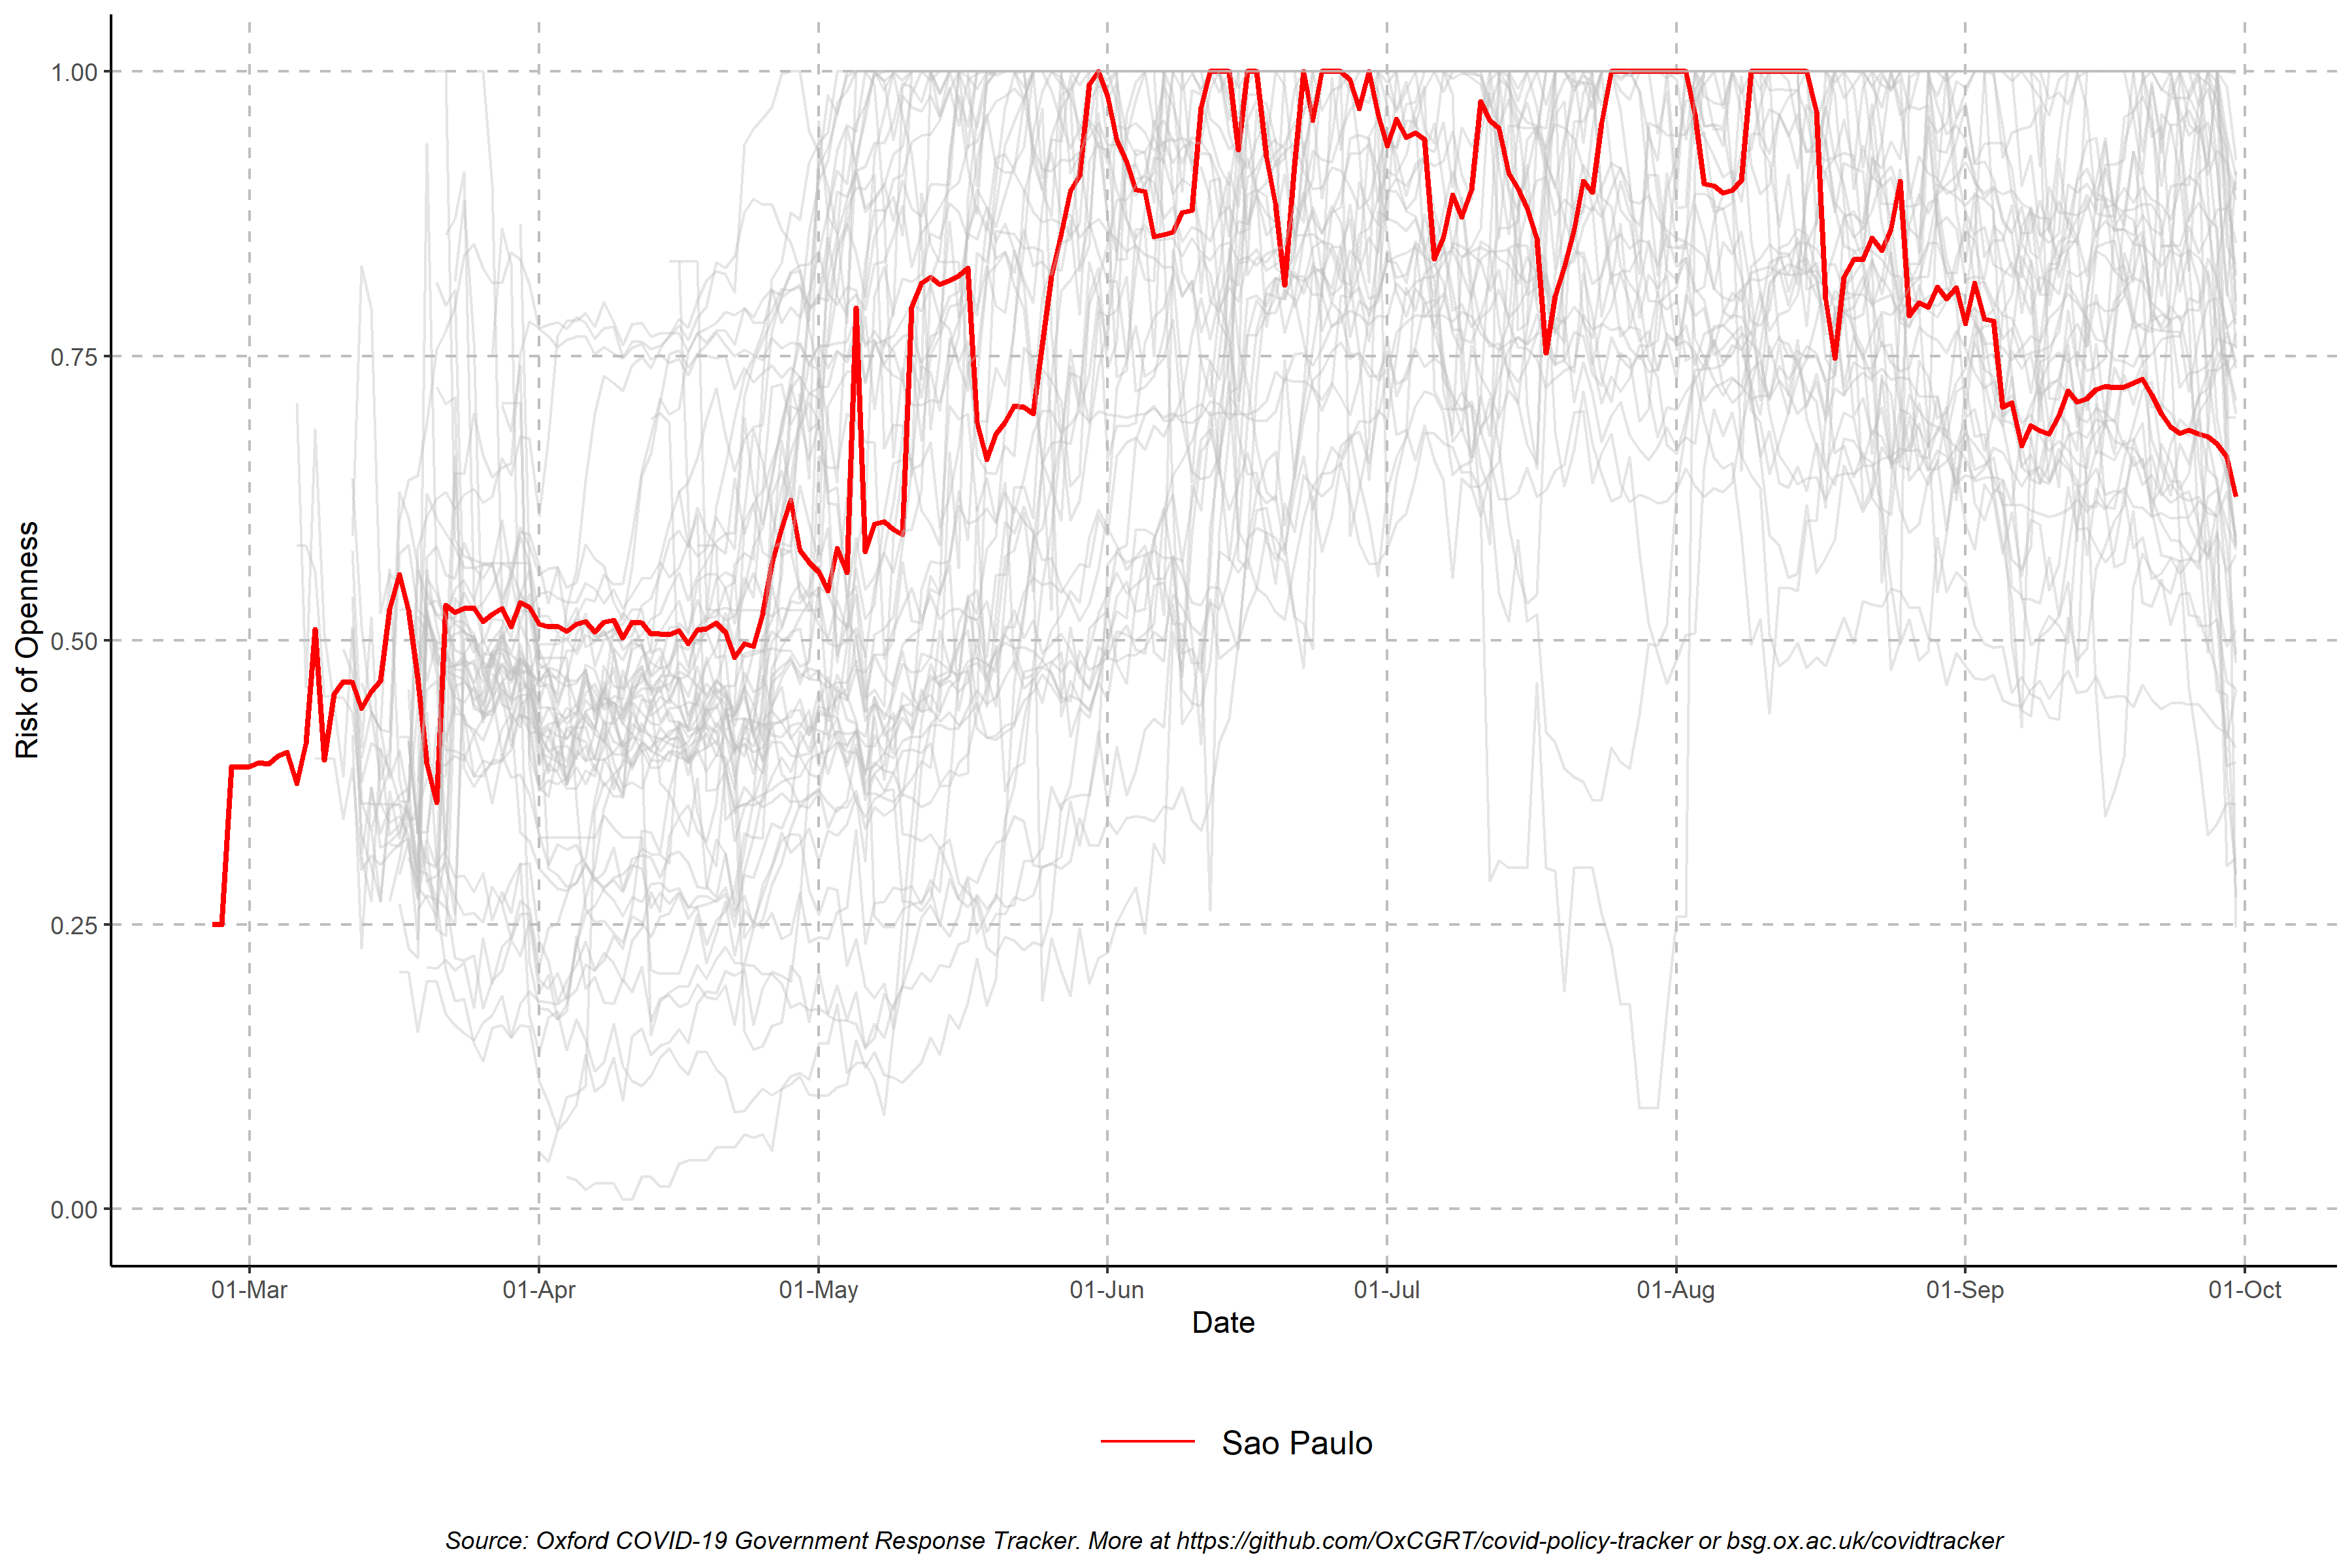 1.00
0.75
0.50
0.25
0.00
Risk of Openness
01-Mar 01-Apr 01-May 01-Jun 01-Jul 01-Aug 01-Sep 01-Oct
Date
Sao Paulo
Source: Oxford COVID-19 Government Response Tracker. More at https://github.com/OxCGRT/covid-policy-tracker or bsg.ox.ac.uk/covidtracker